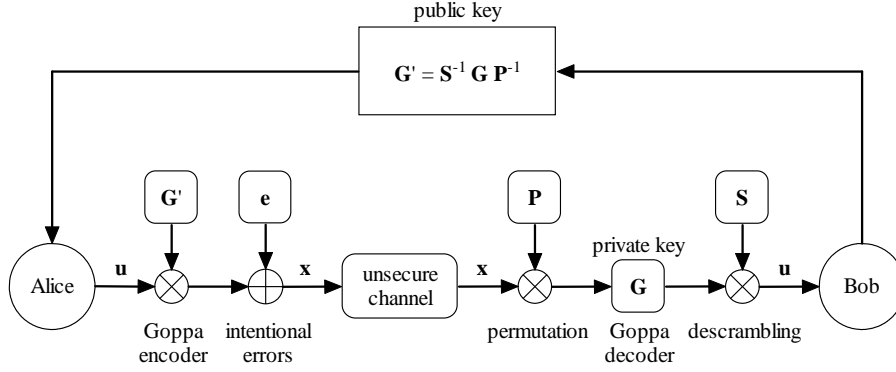 public key
G' = S⁻¹ G P⁻¹
G'
e
P
S
private key
Alice
u
x
unsecure
channel
x
G
u
Bob
Goppa
encoder
intentional
errors
permutation
Goppa
decoder
descrambling